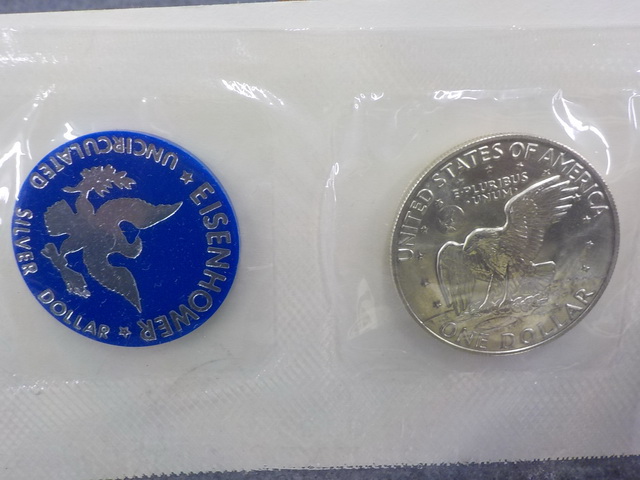 EISENHOWER
UNCIRCULATED
SILVER DOLLAR
UNITED STATES OF AMERICA
E·PLURIBUS
·UNUM·
ONE DOLLAR